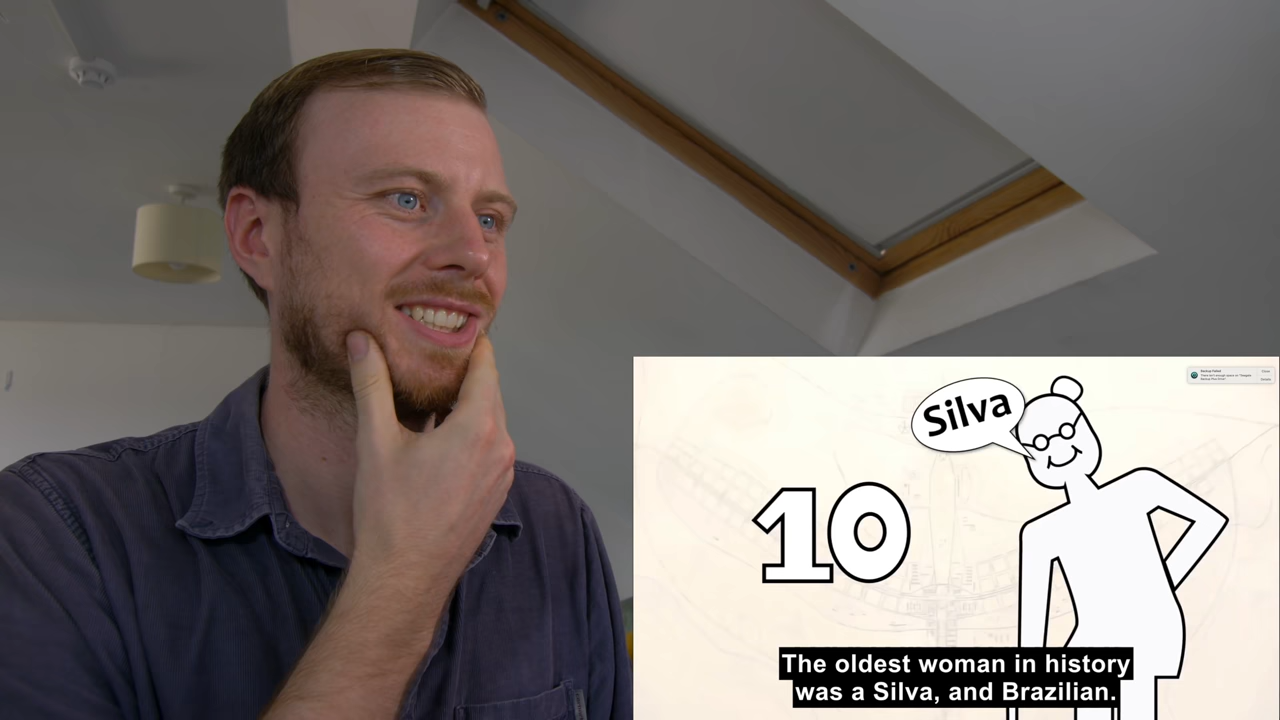 Silva
10
The oldest woman in history
was a Silva, and Brazilian.